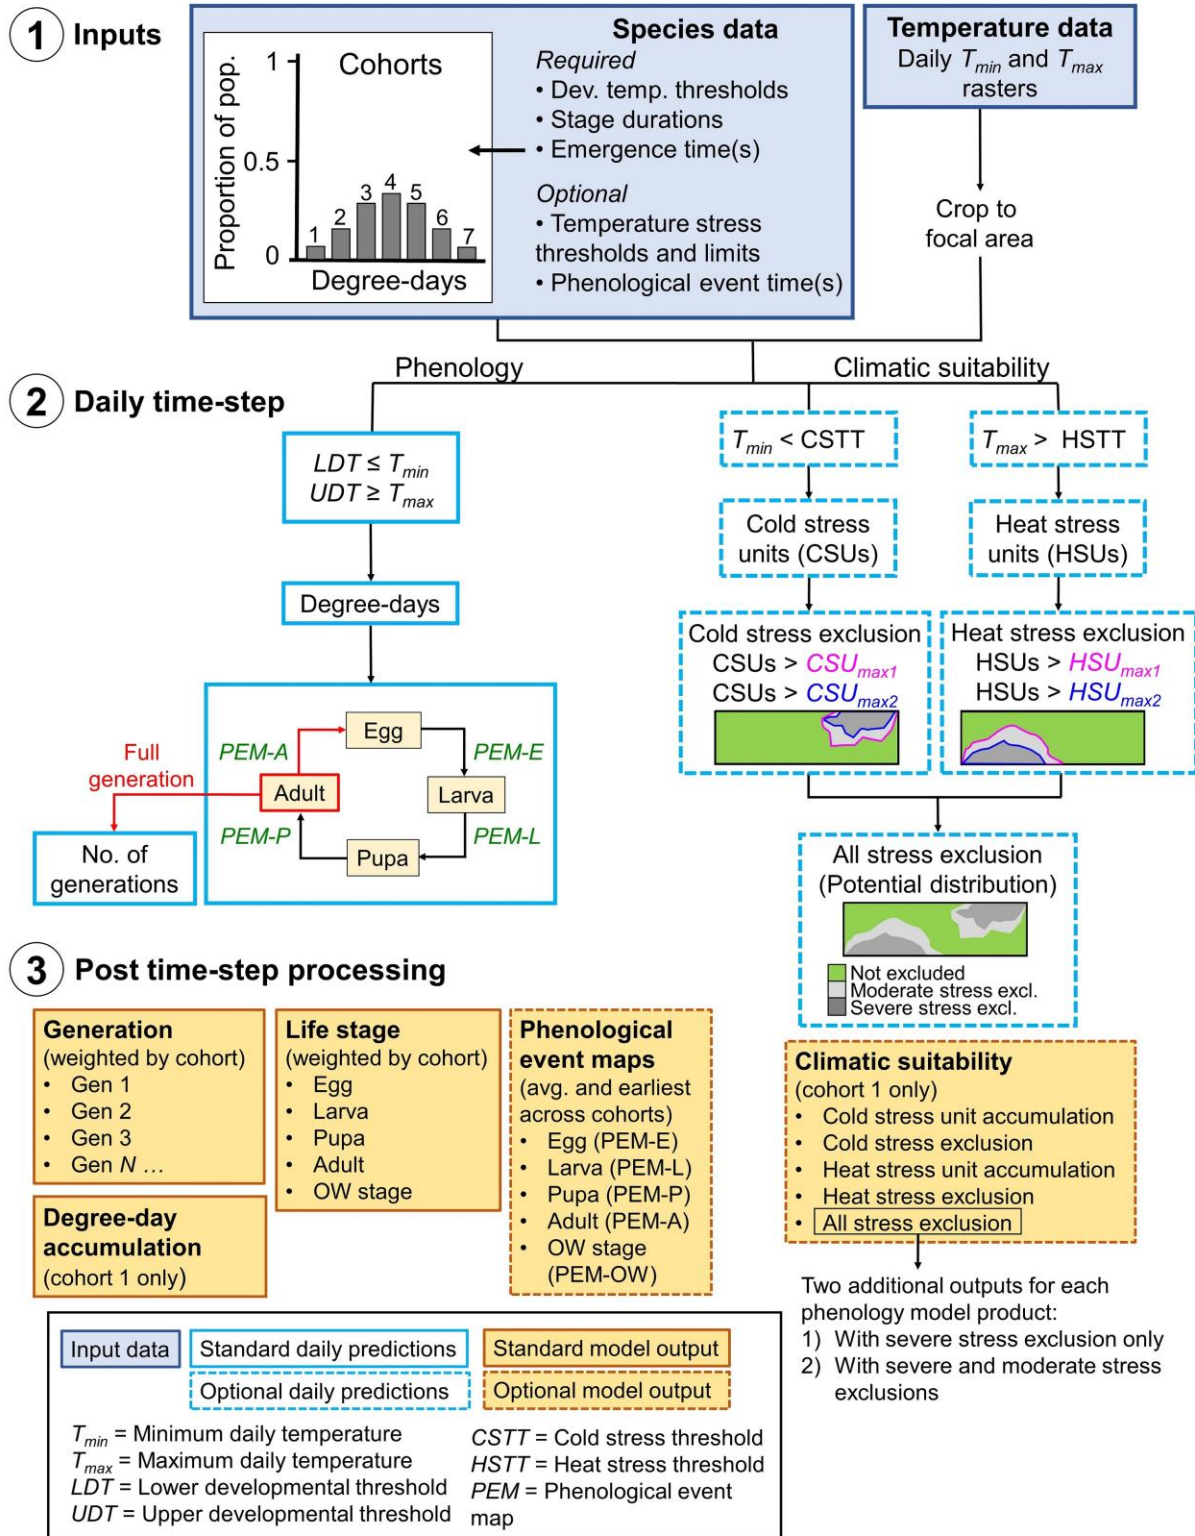 1 Inputs
Cohorts
Proportion of pop.
1
0.5
0
1
2
3
4
5
6
7
Degree-days
Species data
Required
• Dev. temp. thresholds
• Stage durations
• Emergence time(s)
Optional
• Temperature stress
thresholds and limits
• Phenological event time(s)
Temperature data
Daily Tmin and Tmax
rasters
Crop to
focal area
Phenology
Climatic suitability
2 Daily time-step
LDT ≤ Tmin
UDT ≥ Tmax
Degree-days
Egg
Larva
Pupa
Adult
PEM-A
PEM-E
PEM-P
PEM-L
Full
generation
No. of
generations
Tmin < CSTT
Cold stress
units (CSUs)
Cold stress exclusion
CSUs > CSUmax1
CSUs > CSUmax2
Tmax > HSTT
Heat stress
units (HSUs)
Heat stress exclusion
HSUs > HSUmax1
HSUs > HSUmax2
All stress exclusion
(Potential distribution)
Not excluded
Moderate stress excl.
Severe stress excl.
3 Post time-step processing
Generation
(weighted by cohort)
• Gen 1
• Gen 2
• Gen 3
• Gen N ...
Degree-day
accumulation
(cohort 1 only)
Life stage
(weighted by cohort)
• Egg
• Larva
• Pupa
• Adult
• OW stage
Phenological
event maps
(avg. and earliest
across cohorts)
• Egg (PEM-E)
• Larva (PEM-L)
• Pupa (PEM-P)
• Adult (PEM-A)
• OW stage
(PEM-OW)
Climatic suitability
(cohort 1 only)
• Cold stress unit accumulation
• Cold stress exclusion
• Heat stress unit accumulation
• Heat stress exclusion
• All stress exclusion
Two additional outputs for each
phenology model product:
1) With severe stress exclusion only
2) With severe and moderate stress
exclusions
Input data
Standard daily predictions
Optional daily predictions
Standard model output
Optional model output
Tmin = Minimum daily temperature
Tmax = Maximum daily temperature
LDT = Lower developmental threshold
UDT = Upper developmental threshold
CSTT = Cold stress threshold
HSTT = Heat stress threshold
PEM = Phenological event
map